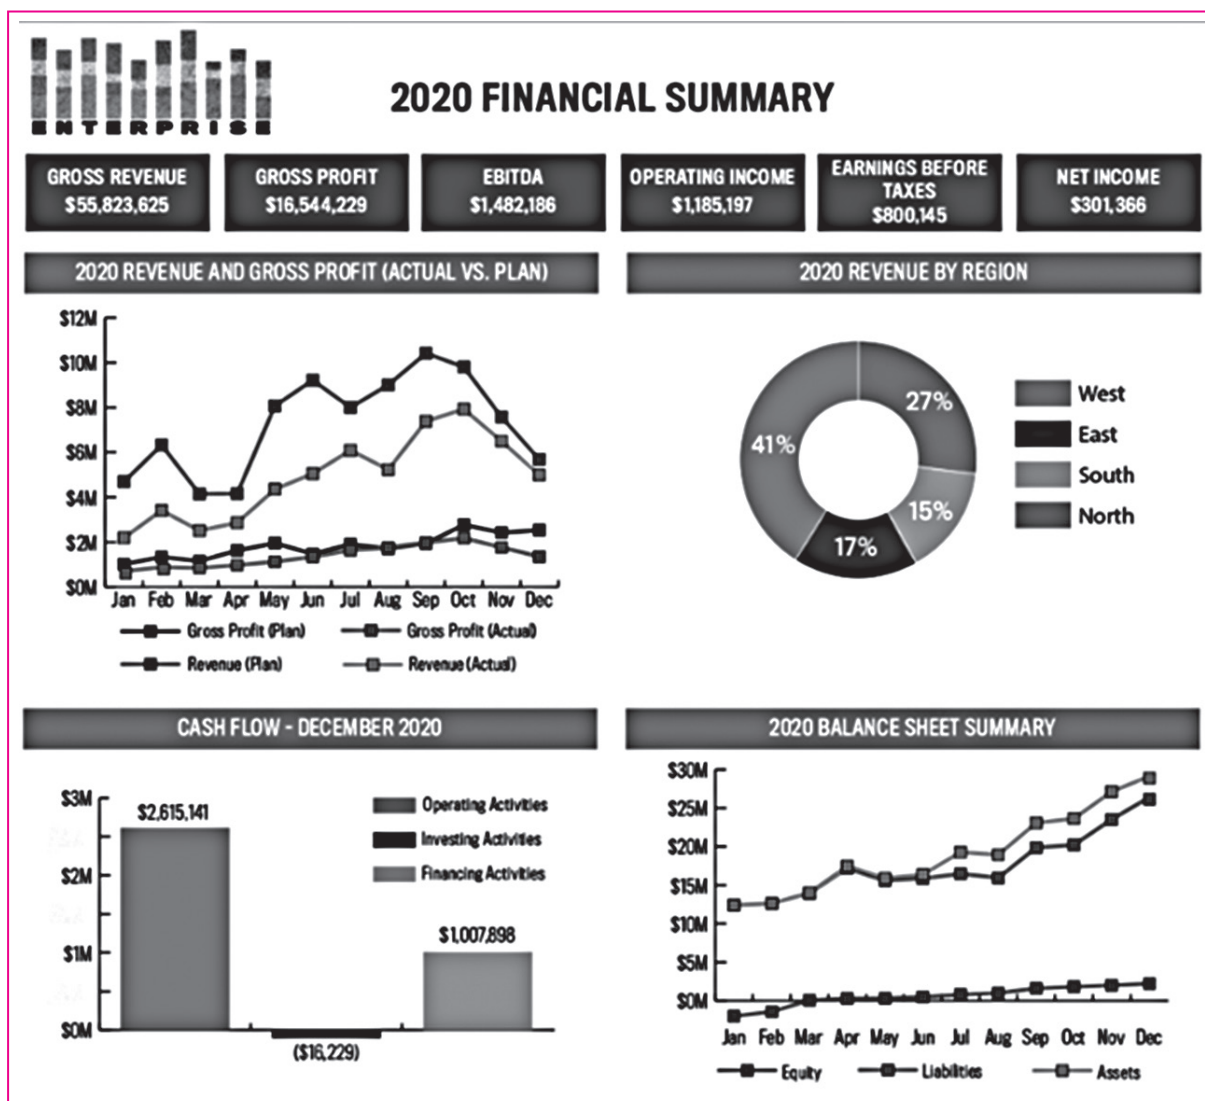 ENTERPRISE
2020 FINANCIAL SUMMARY
GROSS REVENUE
$55,823,625
GROSS PROFIT
$16,544,229
EBITDA
$1,482,186
OPERATING INCOME
$1,185,197
EARNINGS BEFORE
TAXES
$800,145
NET INCOME
$301,366
2020 REVENUE AND GROSS PROFIT (ACTUAL VS. PLAN)
$12M
$10M
$8M
$6M
$4M
$2M
$0M
Jan Feb Mar Apr May Jun Jul Aug Sep Oct Nov Dec
Gross Profit (Plan) Gross Profit (Actual)
Revenue (Plan) Revenue (Actual)
2020 REVENUE BY REGION
27%
41%
15%
17%
West
East
South
North
CASH FLOW - DECEMBER 2020
$3M
$2M
$1M
$0M
$2,615,141
($16,229)
$1,007,898
Operating Activities
Investing Activities
Financing Activities
2020 BALANCE SHEET SUMMARY
$30M
$25M
$20M
$15M
$10M
$5M
$0M
Jan Feb Mar Apr May Jun Jul Aug Sep Oct Nov Dec
Equity Liabilities Assets